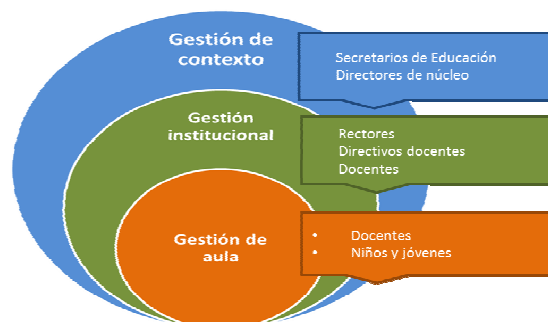 Gestión de
contexto
Secretarios de Educación
Directores de núcleo
Gestión
institucional
Rectores
Directivos docentes
Docentes
Gestión de
aula
• Docentes
• Niños y jóvenes